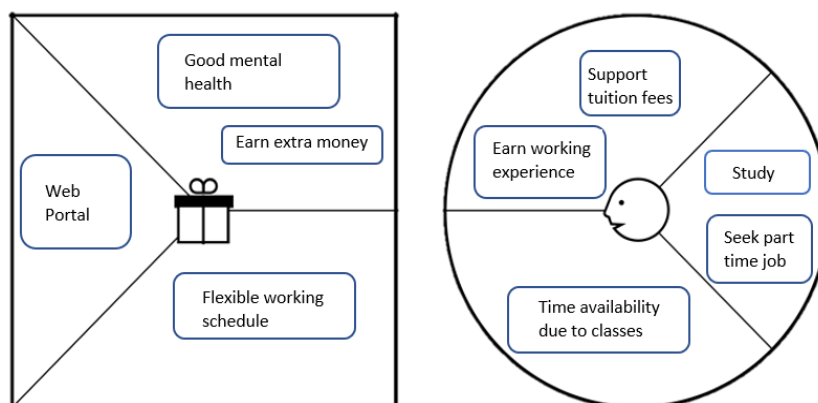 Good mental
health
Earn extra money
Web
Portal
Flexible working
schedule
Support
tuition fees
Earn working
experience
Study
Seek part
time job
Time availability
due to classes